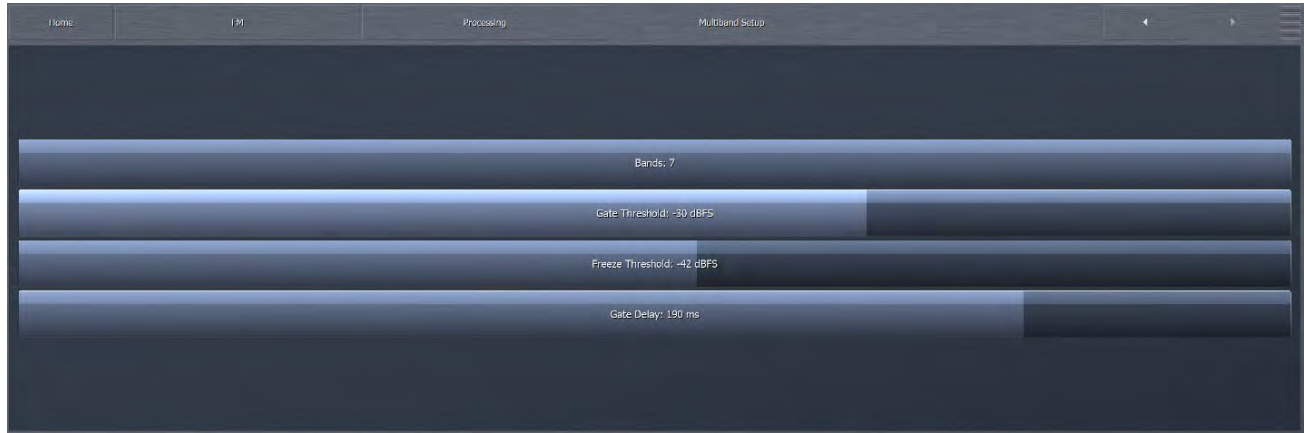 Home FM Processing Multiband Setup
Bands: 7
Gate Threshold: -30 dBFS
Freeze Threshold: -42 dBFS
Gate Delay: 190 ms